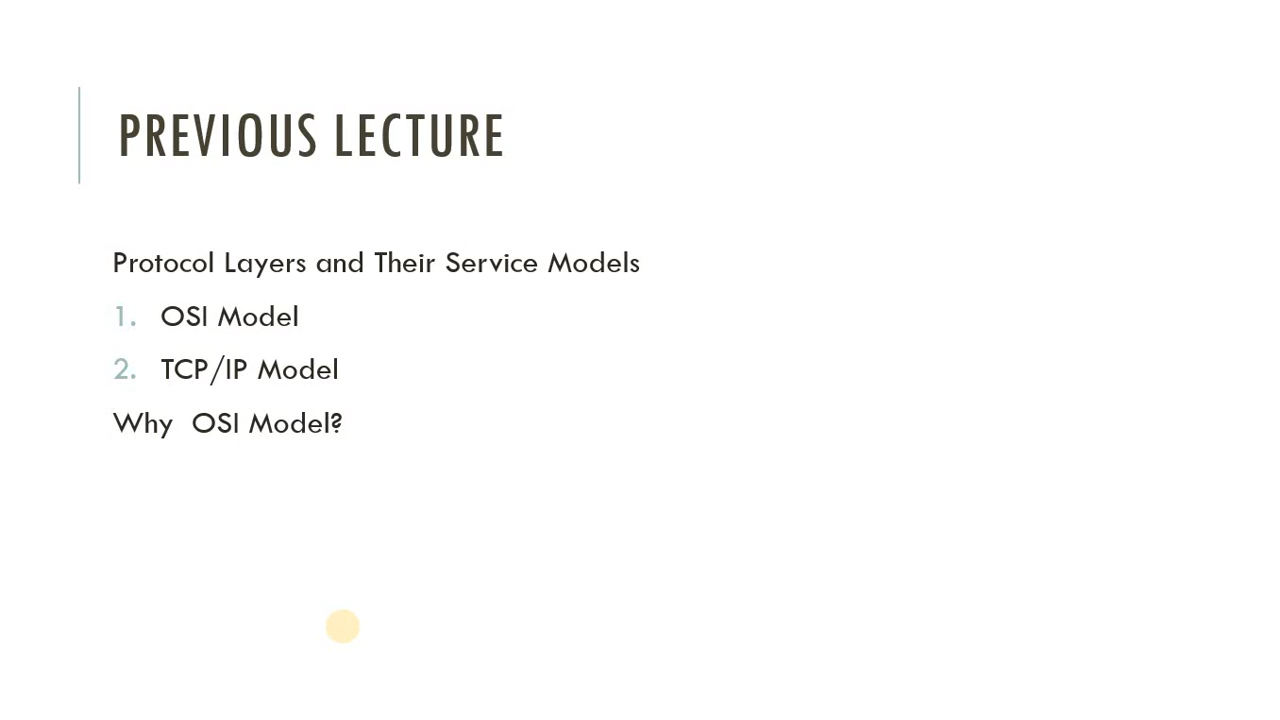 PREVIOUS LECTURE
Protocol Layers and Their Service Models
1. OSI Model
2. TCP/IP Model
Why  OSI Model?